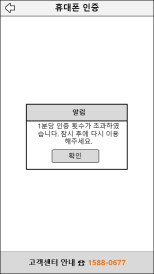 휴대폰 인증
알림
1분당 인증 횟수가 초과하였
습니다. 잠시 후에 다시 이용
해주세요.
확인
고객센터 안내 ☎ 1588-0677